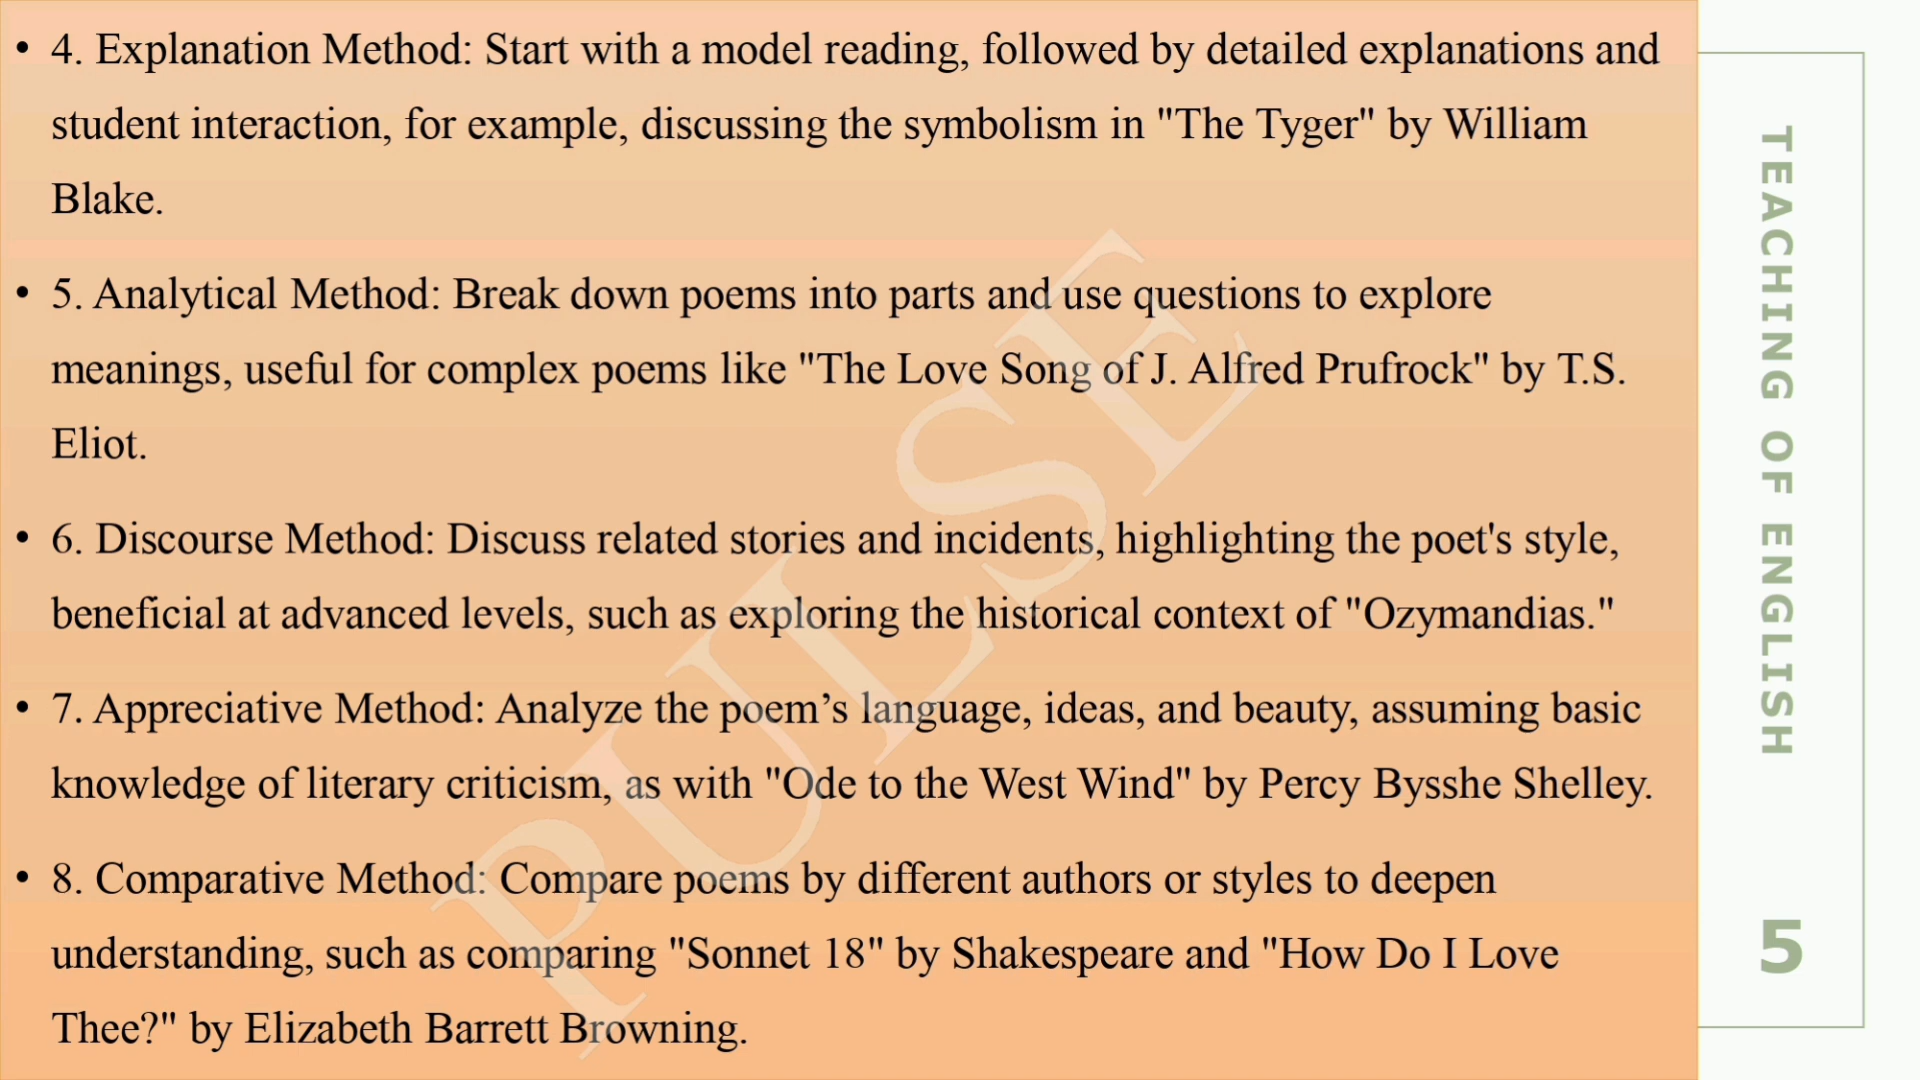 • 4. Explanation Method: Start with a model reading, followed by detailed explanations and
student interaction, for example, discussing the symbolism in "The Tyger" by William
Blake.
• 5. Analytical Method: Break down poems into parts and use questions to explore
meanings, useful for complex poems like "The Love Song of J. Alfred Prufrock" by T.S.
Eliot.
• 6. Discourse Method: Discuss related stories and incidents, highlighting the poet's style,
beneficial at advanced levels, such as exploring the historical context of "Ozymandias."
• 7. Appreciative Method: Analyze the poem’s language, ideas, and beauty, assuming basic
knowledge of literary criticism, as with "Ode to the West Wind" by Percy Bysshe Shelley.
• 8. Comparative Method: Compare poems by different authors or styles to deepen
understanding, such as comparing "Sonnet 18" by Shakespeare and "How Do I Love
Thee?" by Elizabeth Barrett Browning.
PULSE
TEACHING OF ENGLISH
5